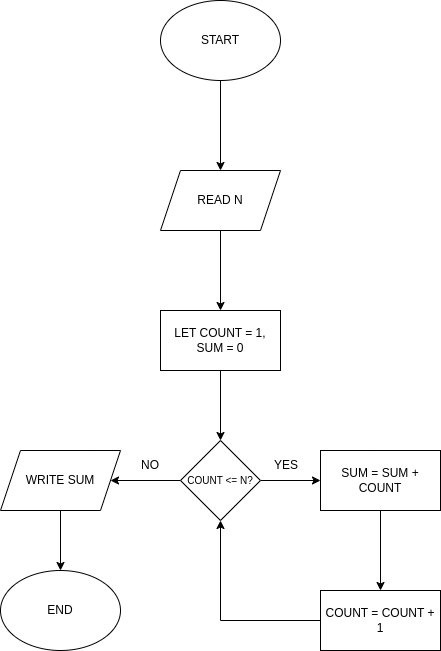 START
READ N
LET COUNT = 1,
SUM = 0
NO
YES
WRITE SUM
COUNT <= N?
SUM = SUM +
COUNT
END
COUNT = COUNT +
1